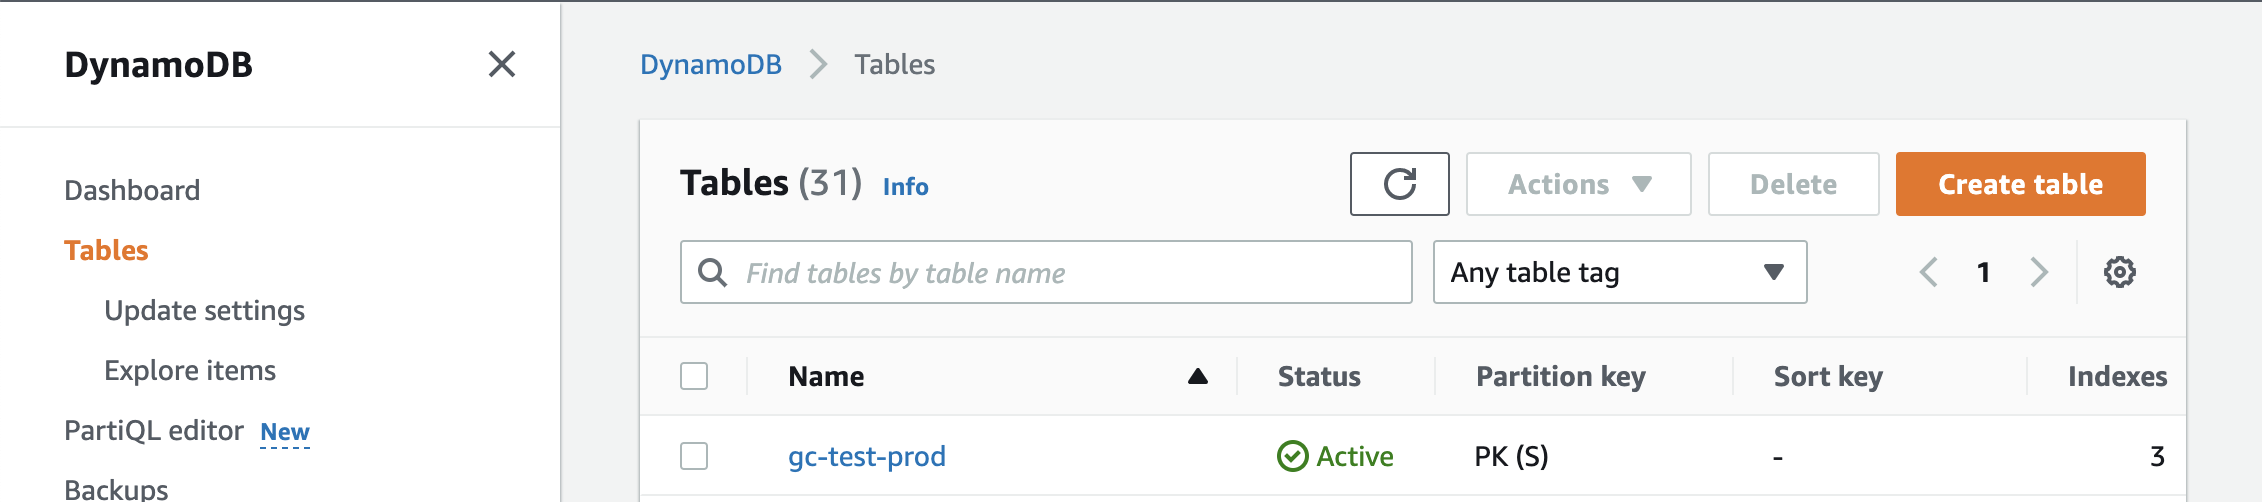 DynamoDB
Dashboard
Tables
Update settings
Explore items
PartiQL editor New
Backups
DynamoDB > Tables
Tables (31) Info
Actions
Delete
Create table
Find tables by table name
Any table tag
1
Name Status Partition key Sort key Indexes
gc-test-prod Active PK (S) - 3